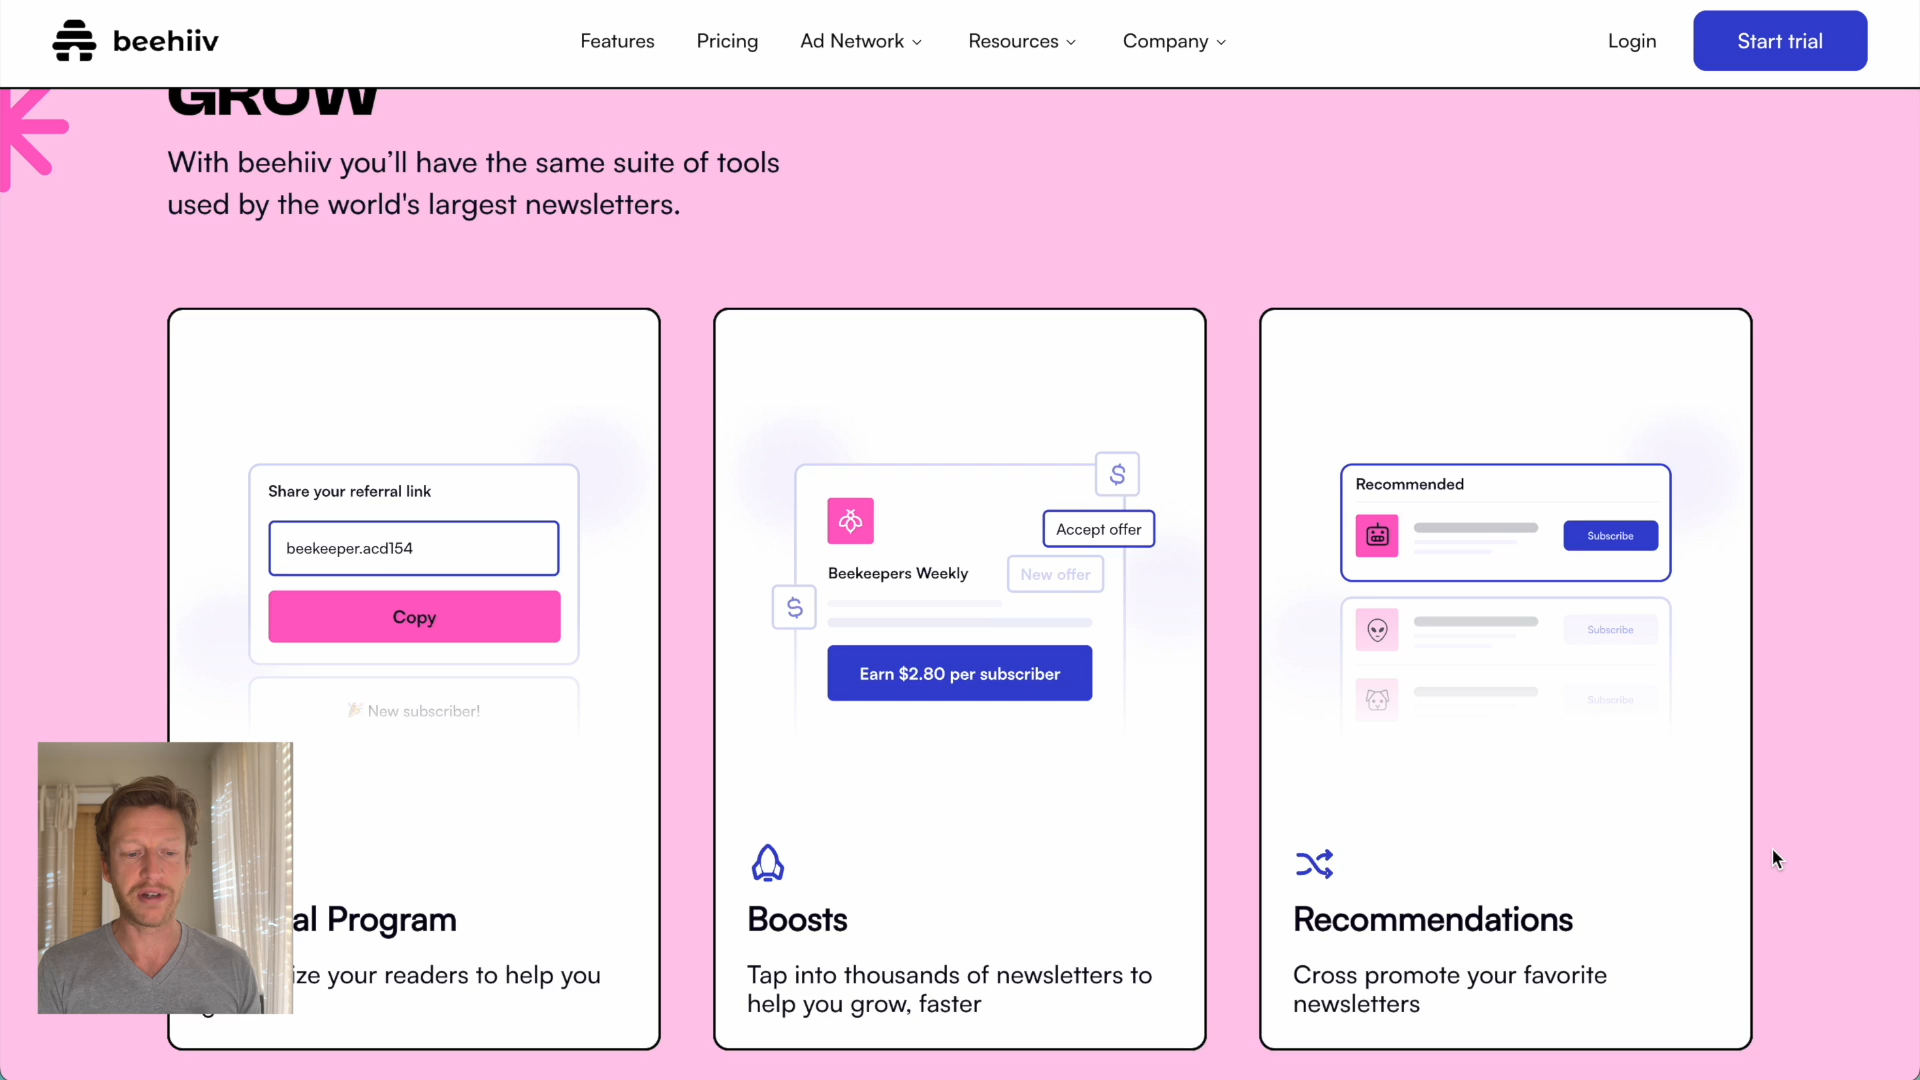 beehiiv
Features
Pricing
Ad Network
Resources
Company
Login
Start trial
GROW
With beehiiv you’ll have the same suite of tools
used by the world's largest newsletters.
Share your referral link
beekeeper.acd154
Copy
🎉 New subscriber!
al Program
ize your readers to help you
$
Accept offer
Beekeepers Weekly
New offer
$
Earn $2.80 per subscriber
Boosts
Tap into thousands of newsletters to
help you grow, faster
Recommended
Subscribe
Subscribe
Subscribe
Recommendations
Cross promote your favorite
newsletters